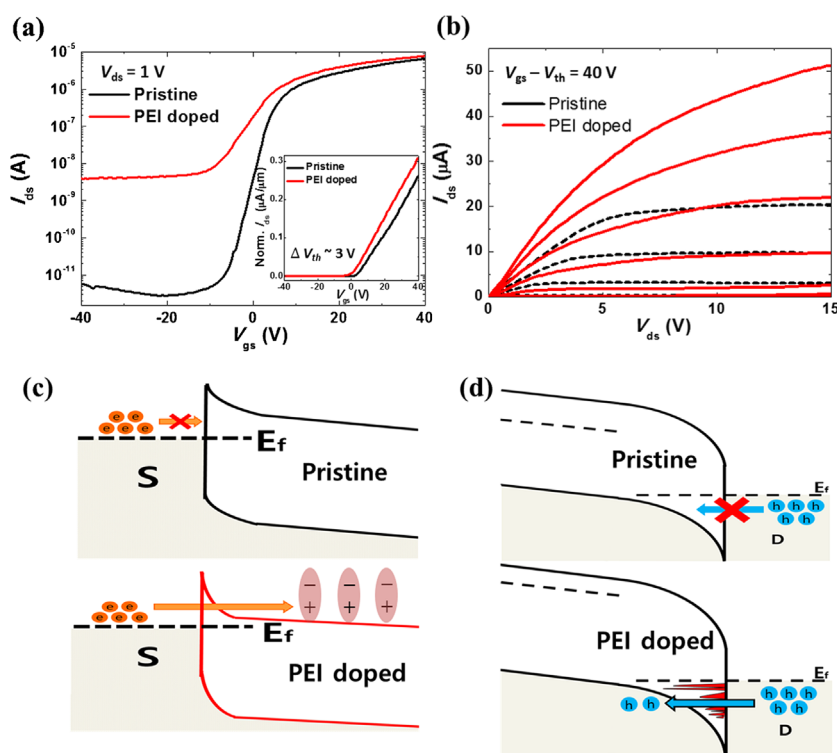 (a)
10⁻⁵
10⁻⁶
10⁻⁷
10⁻⁸
10⁻⁹
10⁻¹⁰
10⁻¹¹
I_ds (A)
V_ds = 1 V
Pristine
PEI doped
-40 -20 0 20 40
V_gs (V)
0.3
0.2
0.1
0.0
Norm. I_ds (μA/μm)
Pristine
PEI doped
Δ V_th ~ 3 V
-40 -20 0 20 40
V_gs (V)
(b)
60
50
40
30
20
10
0
I_ds (μA)
V_gs – V_th = 40 V
Pristine
PEI doped
0 5 10 15
V_ds (V)
(c)
e e
e e e
E_f
S
Pristine
− − −
+ + +
e e
e e e
E_f
S
PEI doped
(d)
Pristine
E_f
h h h
h h
D
PEI doped
E_f
h h
h h h
h h
D